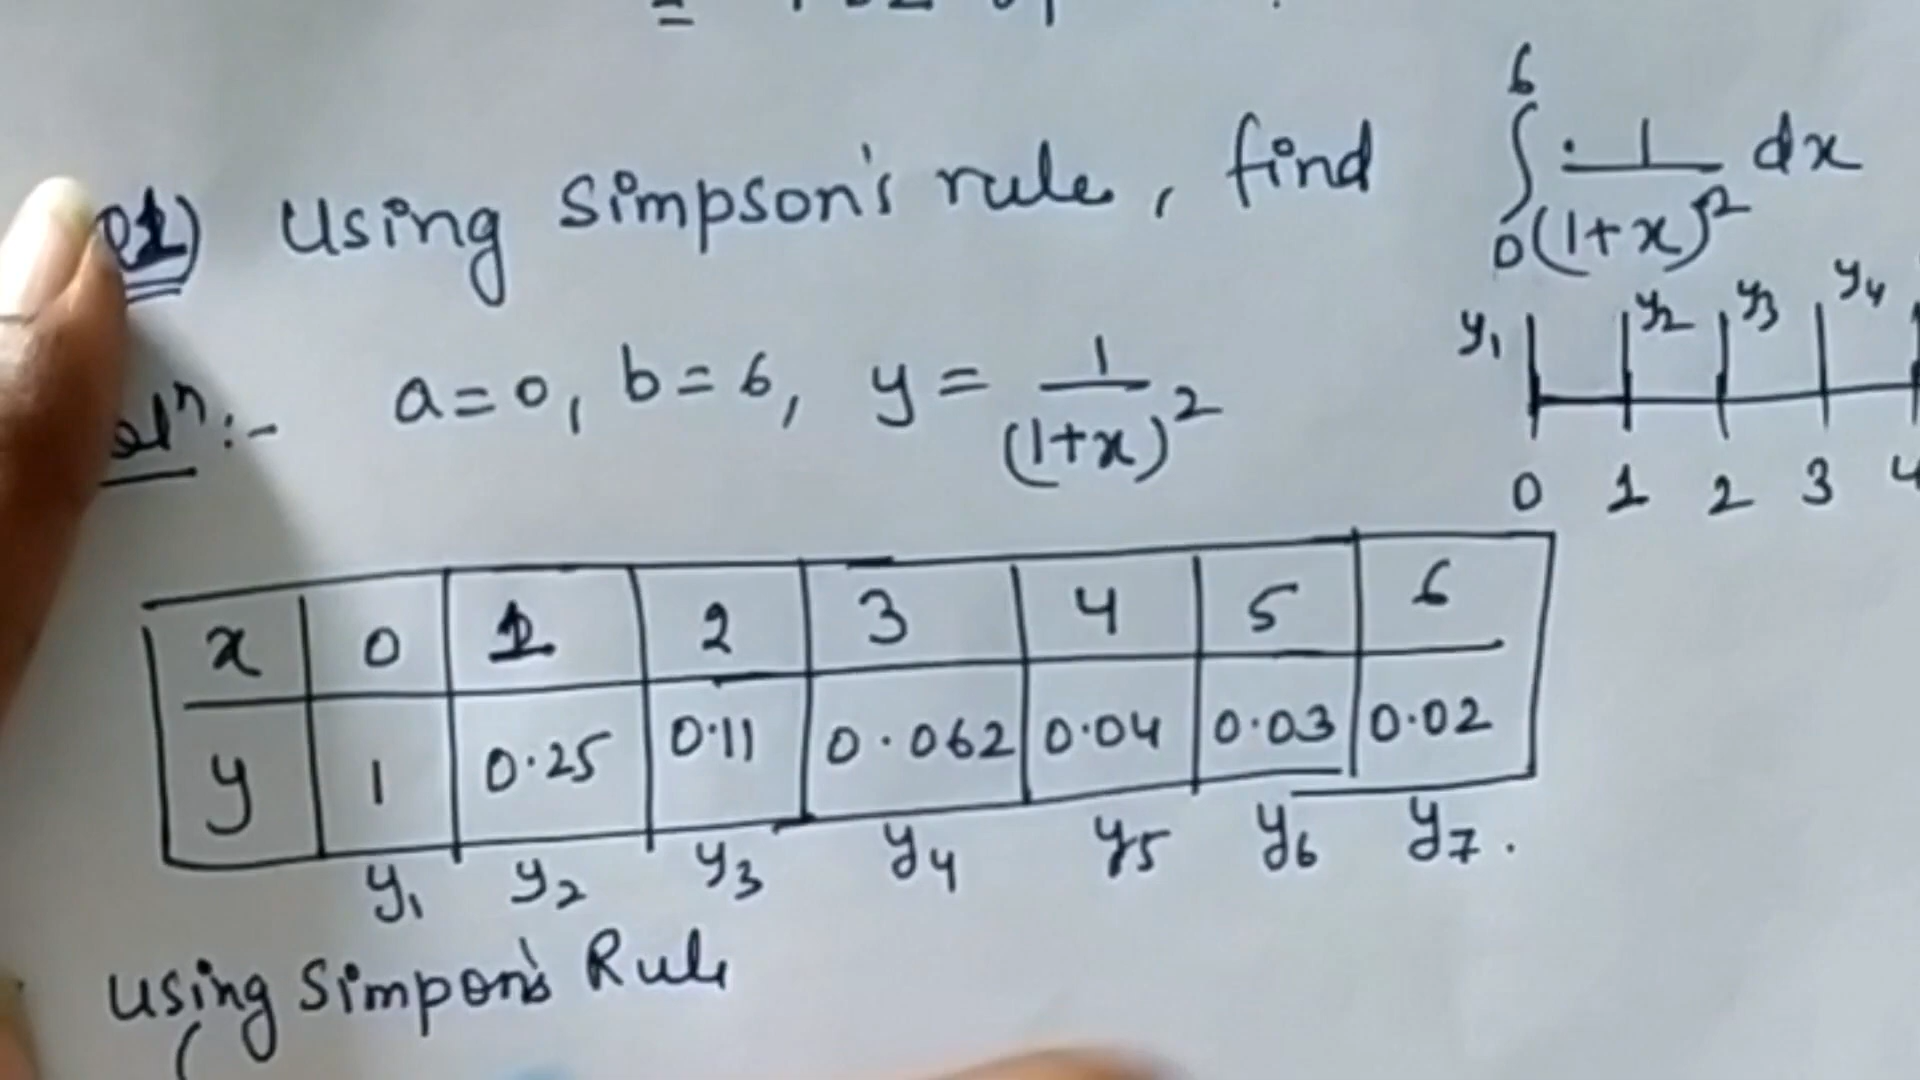 Q1) Using Simpson's rule, find ∫₀⁶ 1/(1+x)² dx
Solⁿ:- a=0, b=6, y = 1/(1+x)²
y₁ y₂ y₃ y₄
0 1 2 3 4
x 0 1 2 3 4 5 6
y 1 0.25 0.11 0.062 0.04 0.03 0.02
y₁ y₂ y₃ y₄ y₅ y₆ y₇.
Using Simpon's Rule